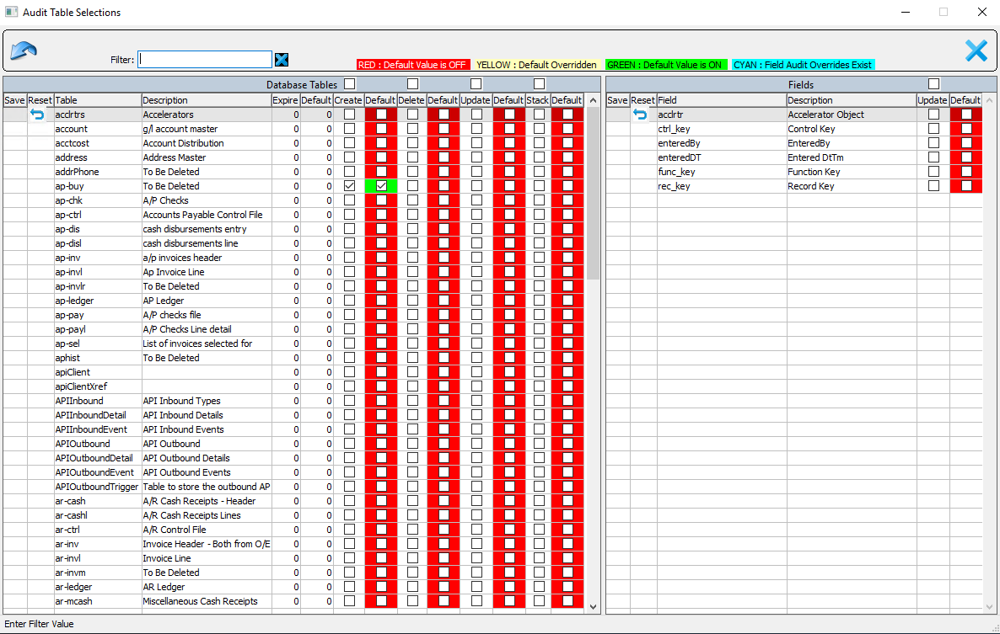 Audit Table Selections
Filter:
RED : Default Value is OFF YELLOW : Default Overridden GREEN : Default Value is ON CYAN : Field Audit Overrides Exist
Database Tables
Save Reset Table Description Expire Default Create Default Delete Default Update Default Stack Default
acclrtrs Accelerators 0 0
account g/l account master 0 0
acctcost Account Distribution 0 0
address Address Master 0 0
addrPhone To Be Deleted 0 0
ap-buy To Be Deleted 0 0
ap-chk A/P Checks 0 0
ap-ctrl Accounts Payable Control File 0 0
ap-dis cash disbursements entry 0 0
ap-disl cash disbursements line 0 0
ap-inv a/p invoices header 0 0
ap-invl Ap Invoice Line 0 0
ap-invlr To Be Deleted 0 0
ap-ledger AP Ledger 0 0
ap-pay A/P checks file 0 0
ap-payl A/P Checks Line detail 0 0
ap-sel List of invoices selected for 0 0
aphist To Be Deleted 0 0
apiClient 0 0
apiClientXref 0 0
APIInbound API Inbound Types 0 0
APIInboundDetail API Inbound Details 0 0
APIInboundEvent API Inbound Events 0 0
APIOutbound API Outbound 0 0
APIOutboundDetail API Outbound Details 0 0
APIOutboundEvent API Outbound Events 0 0
APIOutboundTrigger Table to store the outbound AP 0 0
ar-cash A/R Cash Receipts - Header 0 0
ar-cashl A/R Cash Receipts Lines 0 0
ar-ctrl A/R Control File 0 0
ar-inv Invoice Header - Both from O/E 0 0
ar-invl Invoice Line 0 0
ar-invm To Be Deleted 0 0
ar-ledger AR Ledger 0 0
ar-mcash Miscellaneous Cash Receipts 0 0
Fields
Save Reset Field Description Update Default
acclrtr Accelerator Object
ctrl_key Control Key
enteredBy EnteredBy
enteredDT Entered DtTm
func_key Function Key
rec_key Record Key
Enter Filter Value